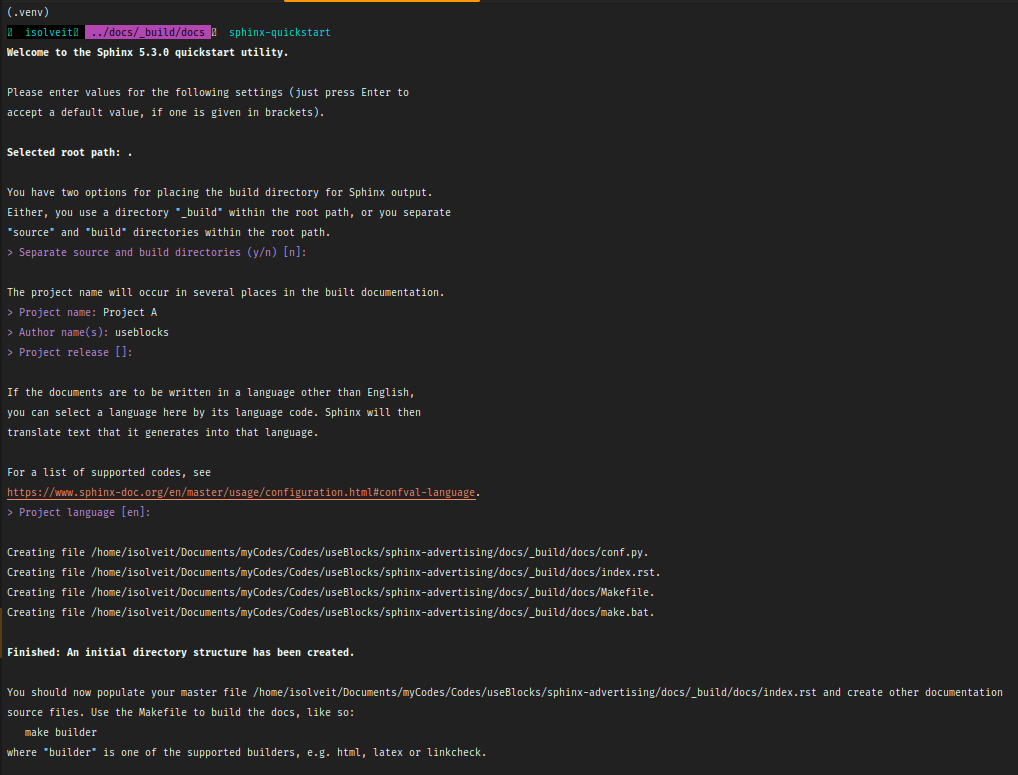 (.venv)
isolveit ../docs/_build/docs sphinx-quickstart
Welcome to the Sphinx 5.3.0 quickstart utility.
Please enter values for the following settings (just press Enter to
accept a default value, if one is given in brackets).
Selected root path: .
You have two options for placing the build directory for Sphinx output.
Either, you use a directory "_build" within the root path, or you separate
"source" and "build" directories within the root path.
> Separate source and build directories (y/n) [n]:
The project name will occur in several places in the built documentation.
> Project name: Project A
> Author name(s): useblocks
> Project release []:
If the documents are to be written in a language other than English,
you can select a language here by its language code. Sphinx will then
translate text that it generates into that language.
For a list of supported codes, see
https://www.sphinx-doc.org/en/master/usage/configuration.html#confval-language.
> Project language [en]:
Creating file /home/isolveit/Documents/myCodes/Codes/useBlocks/sphinx-advertising/docs/_build/docs/conf.py.
Creating file /home/isolveit/Documents/myCodes/Codes/useBlocks/sphinx-advertising/docs/_build/docs/index.rst.
Creating file /home/isolveit/Documents/myCodes/Codes/useBlocks/sphinx-advertising/docs/_build/docs/Makefile.
Creating file /home/isolveit/Documents/myCodes/Codes/useBlocks/sphinx-advertising/docs/_build/docs/make.bat.
Finished: An initial directory structure has been created.
You should now populate your master file /home/isolveit/Documents/myCodes/Codes/useBlocks/sphinx-advertising/docs/_build/docs/index.rst and create other documentation
source files. Use the Makefile to build the docs, like so:
make builder
where "builder" is one of the supported builders, e.g. html, latex or linkcheck.